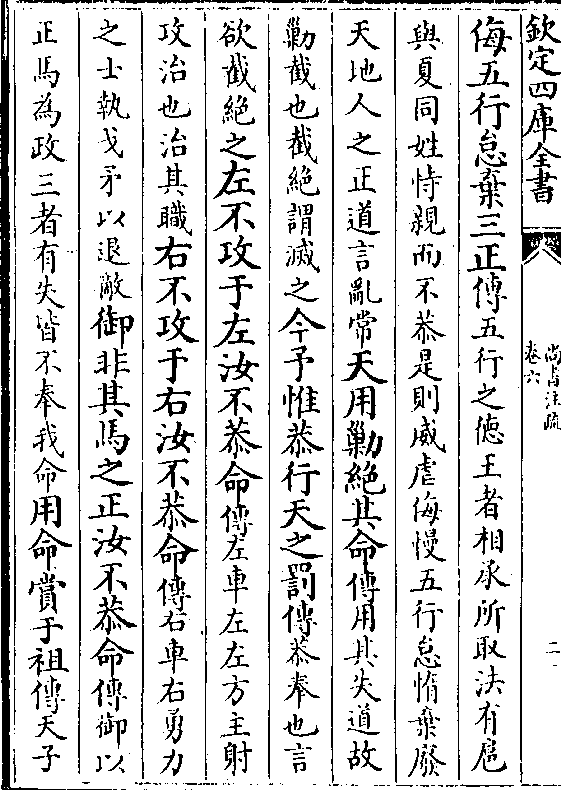 欽定四庫全書
尚書注疏
卷六
二
侮五行怠棄三正傳五行之徳王者相承所取法有扈
與夏同姓恃親而不恭是則威虐侮慢五行怠惰棄廢
天地人之正道言亂常天用勦絶其命傳用其失道故
勦截也截絶謂滅之今予惟恭行天之罰傳恭奉也言
欲截絶之左不攻于左汝不恭命傳左車左左方主射
攻治也治其職右不攻于右汝不恭命傳右車右勇力
之士執戈矛以退敵御非其馬之正汝不恭命傳御以
正馬為政三者有失皆不奉我命用命賞于祖傳天子